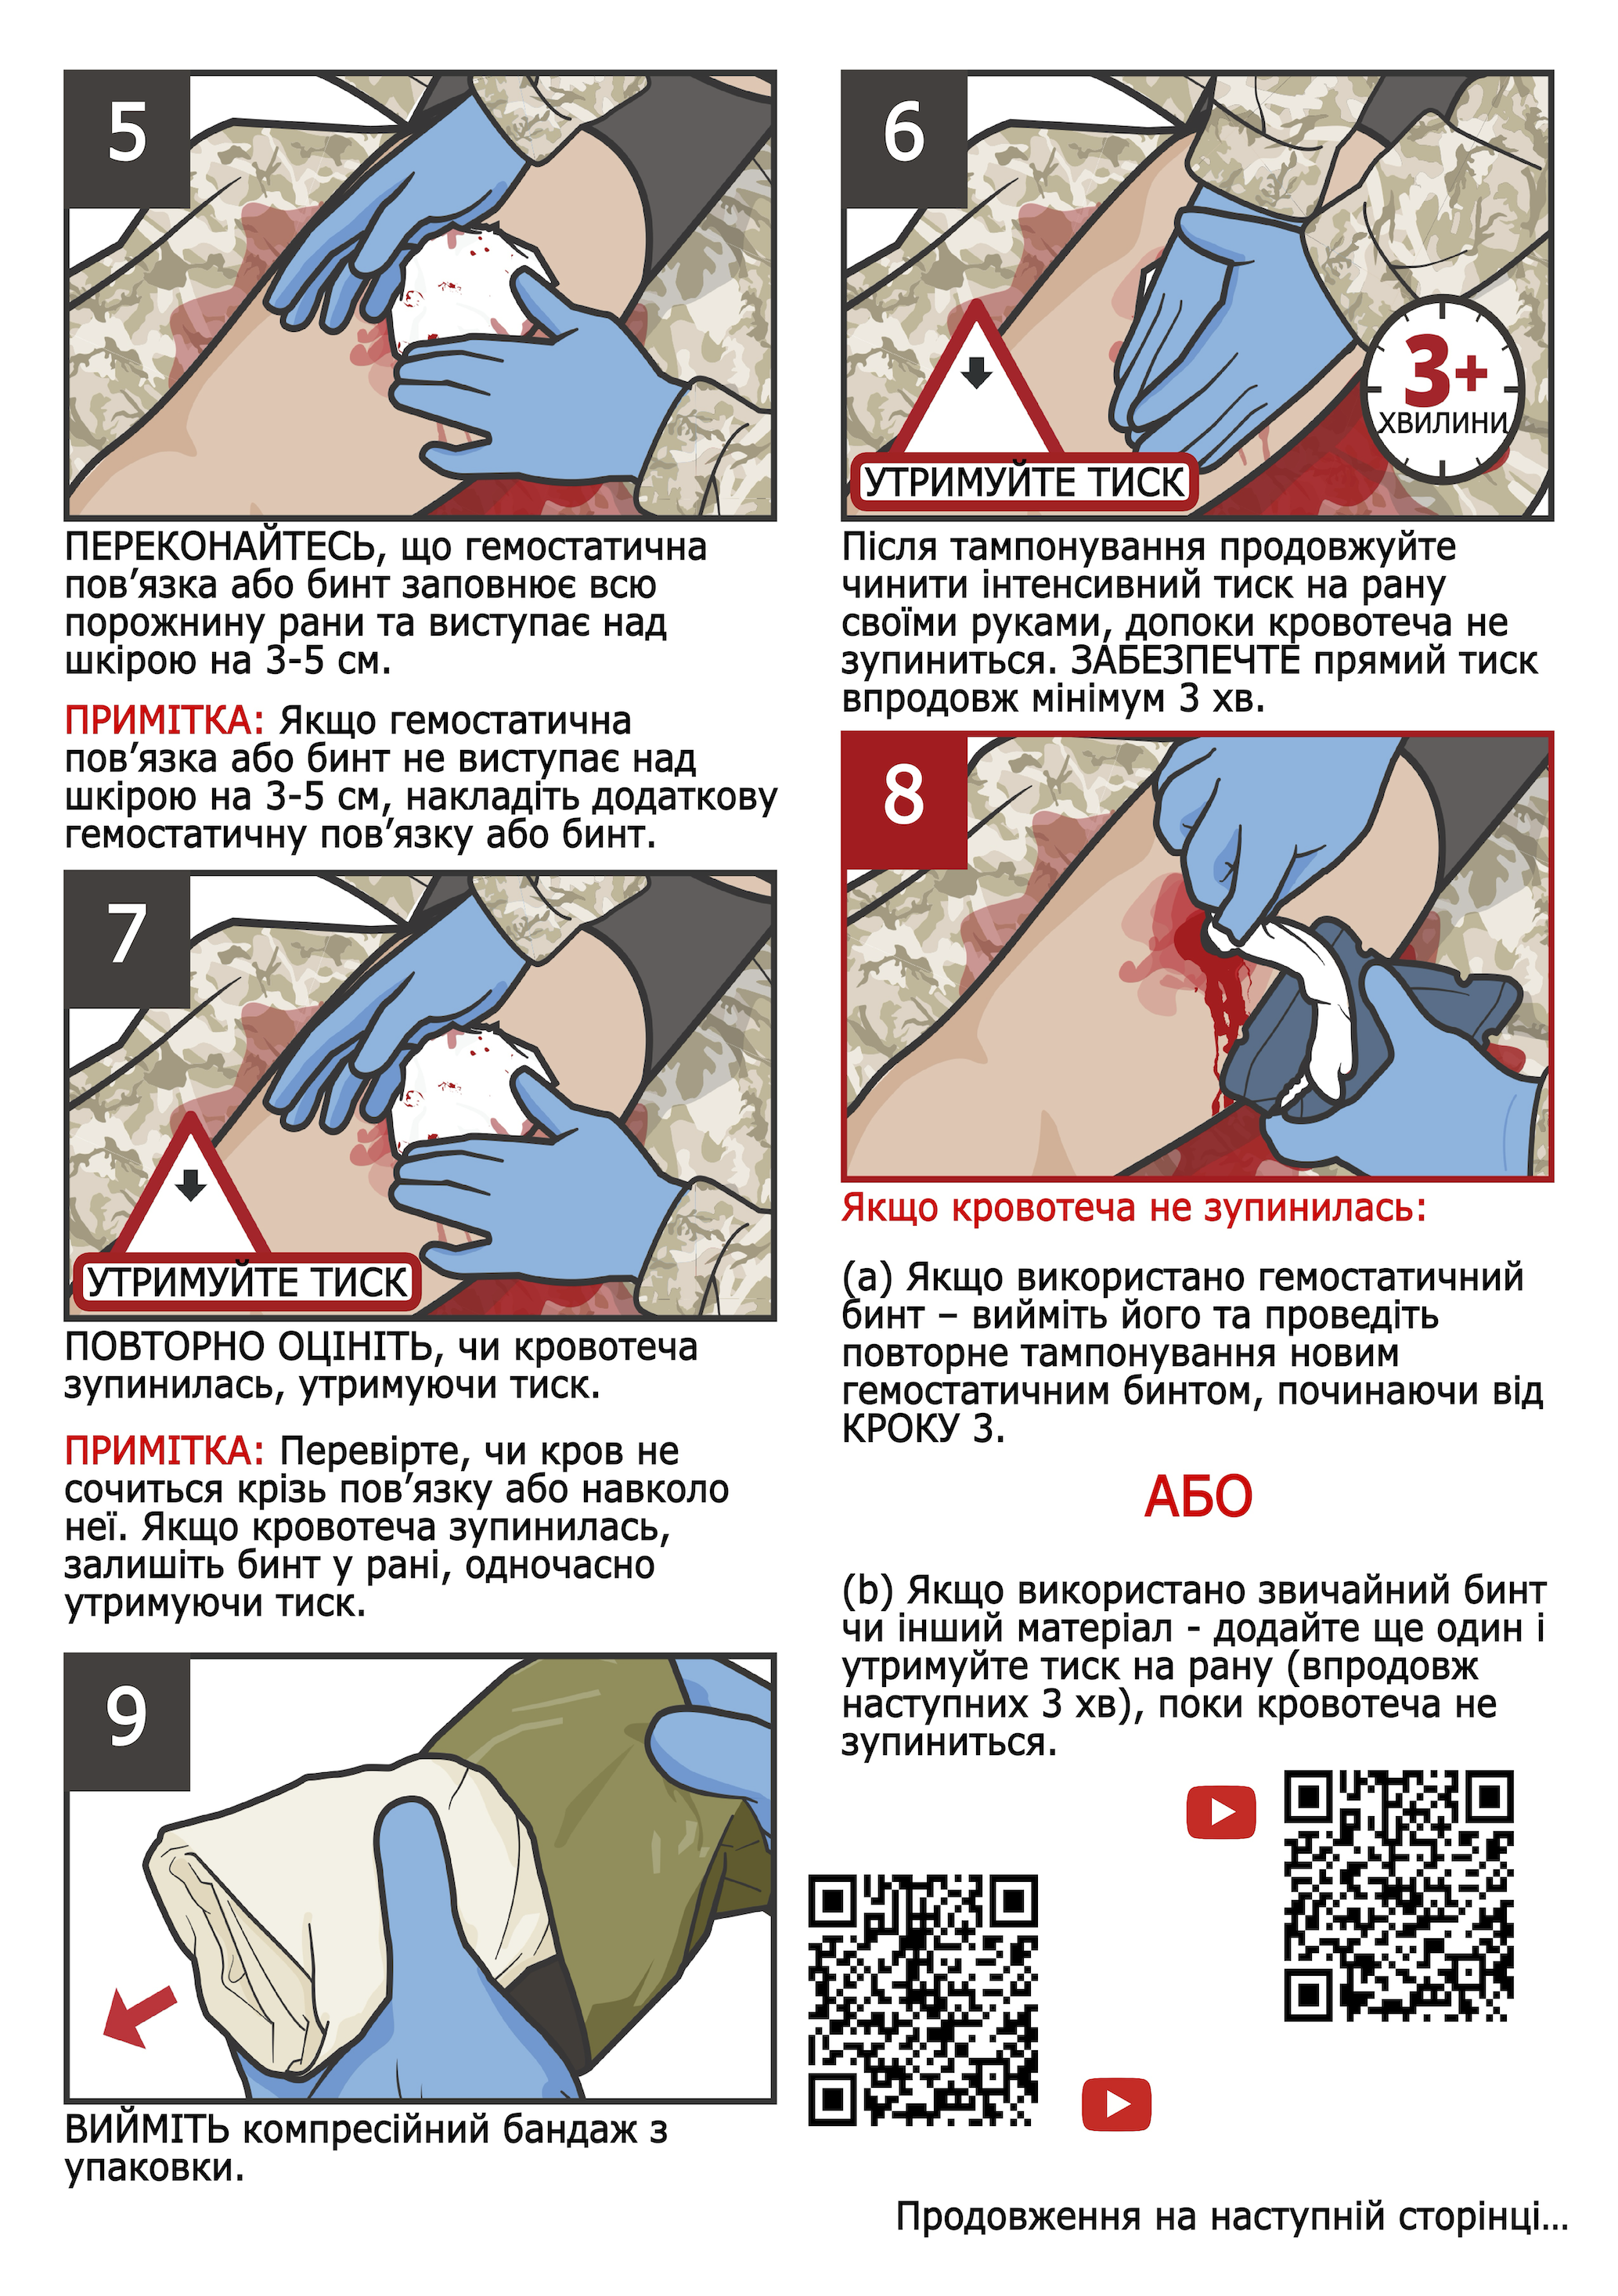 5
ПЕРЕКОНАЙТЕСЬ, що гемостатична
пов’язка або бинт заповнює всю
порожнину рани та виступає над
шкірою на 3-5 см.
ПРИМІТКА: Якщо гемостатична
пов’язка або бинт не виступає над
шкірою на 3-5 см, накладіть додаткову
гемостатичну пов’язку або бинт.
6
3+
ХВИЛИНИ
УТРИМУЙТЕ ТИСК
Після тампонування продовжуйте
чинити інтенсивний тиск на рану
своїми руками, допоки кровотеча не
зупиниться. ЗАБЕЗПЕЧТЕ прямий тиск
впродовж мінімум 3 хв.
7
УТРИМУЙТЕ ТИСК
ПОВТОРНО ОЦІНІТЬ, чи кровотеча
зупинилась, утримуючи тиск.
ПРИМІТКА: Перевірте, чи кров не
сочиться крізь пов’язку або навколо
неї. Якщо кровотеча зупинилась,
залишіть бинт у рані, одночасно
утримуючи тиск.
8
Якщо кровотеча не зупинилась:
(a) Якщо використано гемостатичний
бинт – вийміть його та проведіть
повторне тампонування новим
гемостатичним бинтом, починаючи від
КРОКУ 3.
АБО
(b) Якщо використано звичайний бинт
чи інший матеріал - додайте ще один і
утримуйте тиск на рану (впродовж
наступних 3 хв), поки кровотеча не
зупиниться.
9
ВИЙМІТЬ компресійний бандаж з
упаковки.
Продовження на наступній сторінці...